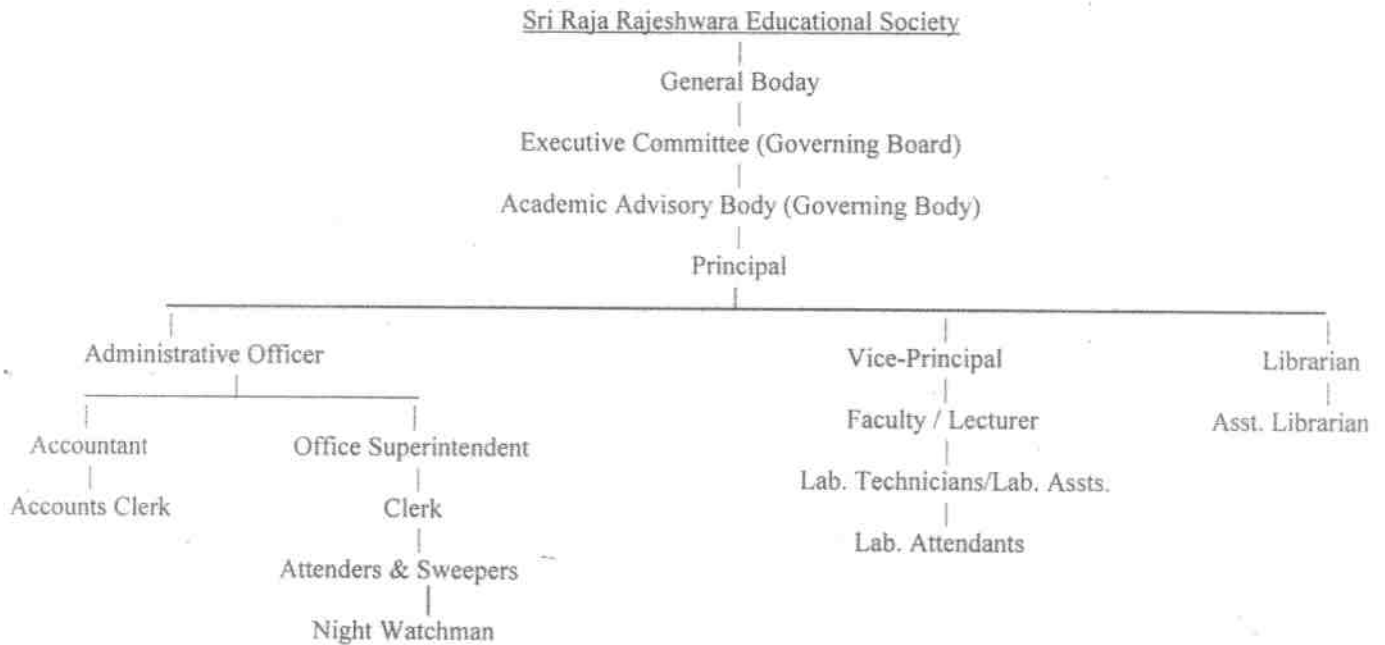 Sri Raja Rajeshwara Educational Society
General Boday
Executive Committee (Governing Board)
Academic Advisory Body (Governing Body)
Principal
Administrative Officer
Vice-Principal
Librarian
Faculty / Lecturer
Asst. Librarian
Accountant
Office Superintendent
Lab. Technicians/Lab. Assts.
Accounts Clerk
Clerk
Lab. Attendants
Attenders & Sweepers
Night Watchman